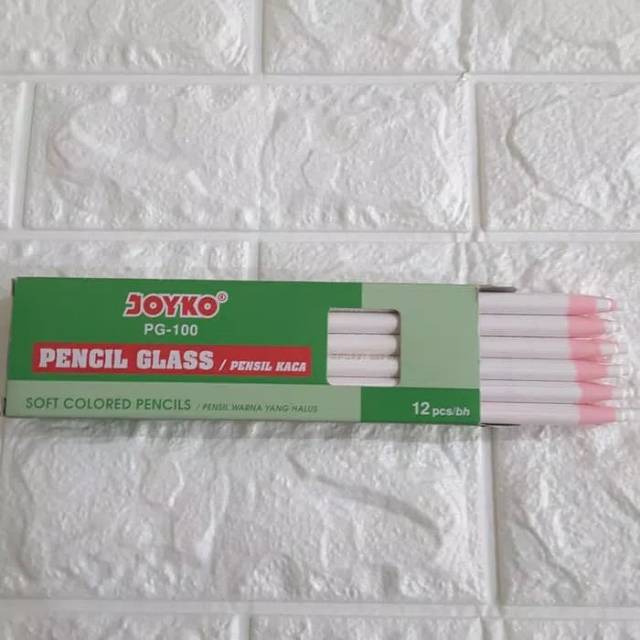 JOYKO®
PG-100
PENCIL GLASS / PENSIL KACA
SOFT COLORED PENCILS / PENSIL WARNA YANG HALUS
12 pcs/bh